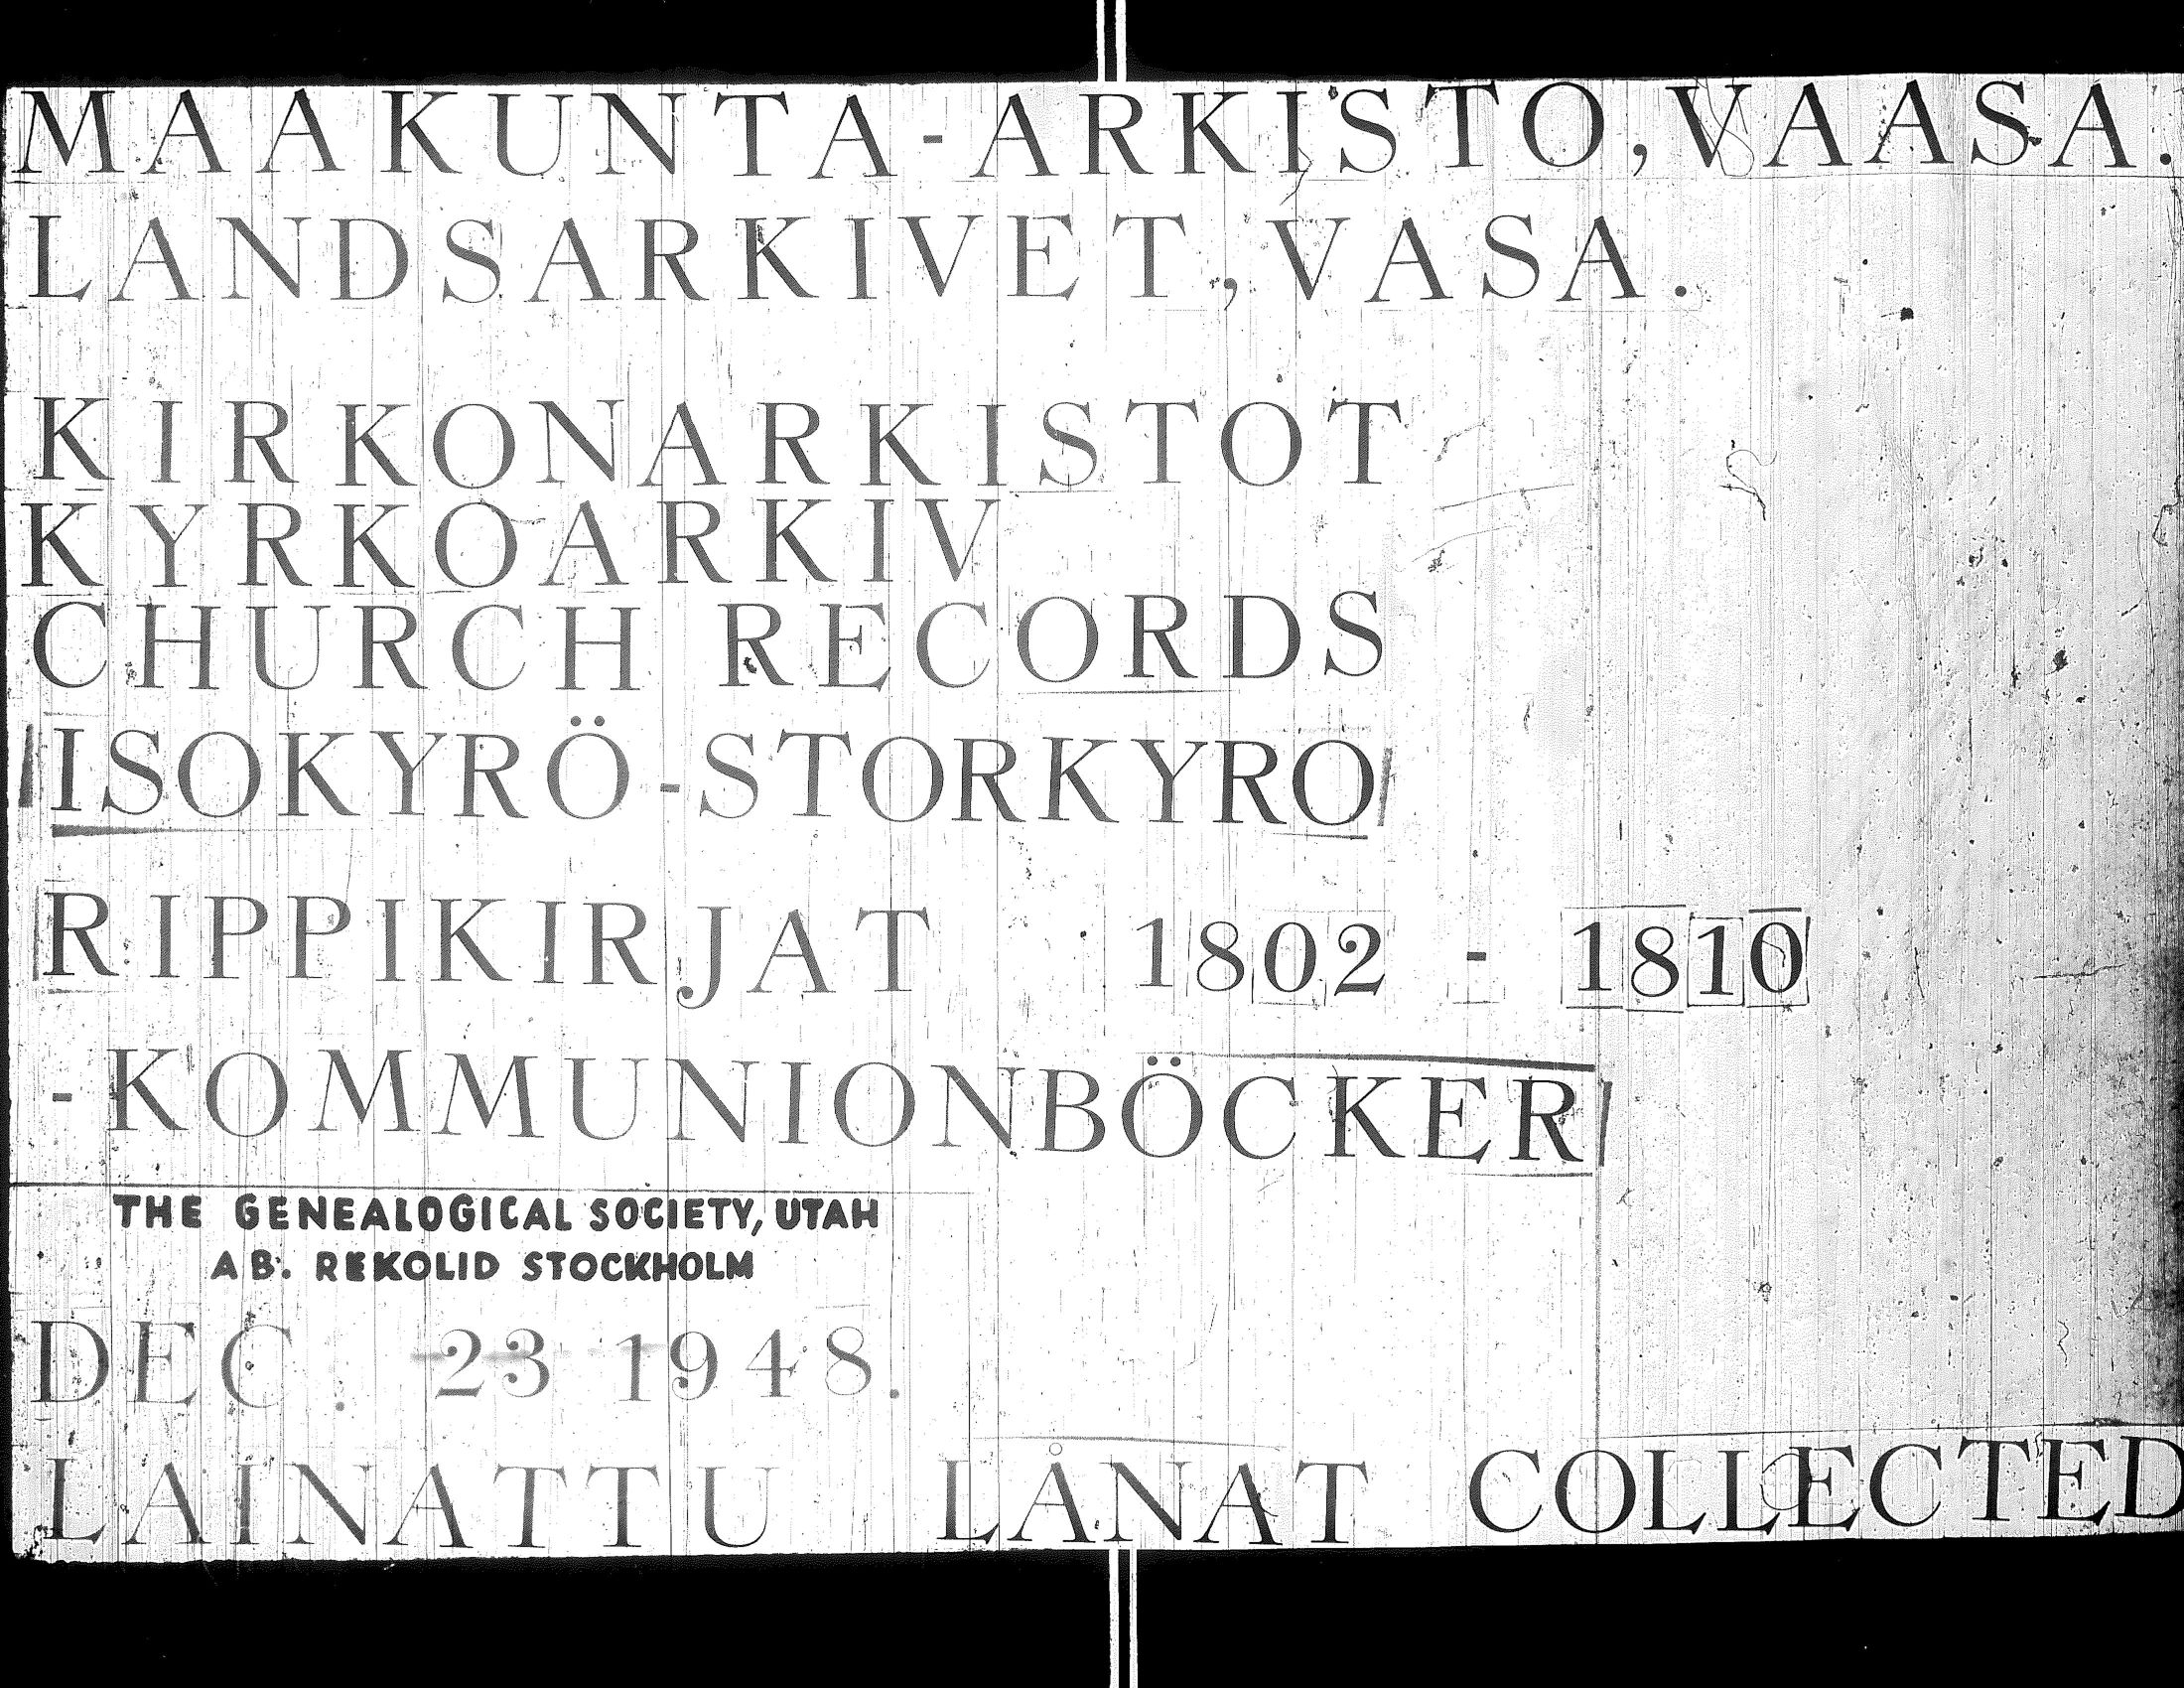 MAAKUNTA-ARKISTO, VAASA.
LANDSARKIVET, VASA.
KIRKONARKISTOT
KYRKOARKIV
CHURCH RECORDS
ISOKYRÖ-STORKYRO
RIPPIKIRJAT 1802 - 1810
-KOMMUNIONBÖCKER
THE GENEALOGICAL SOCIETY, UTAH
AB. REKOLID STOCKHOLM
DEC. 23 1948.
LAINATTU LÅNAT COLLECTED